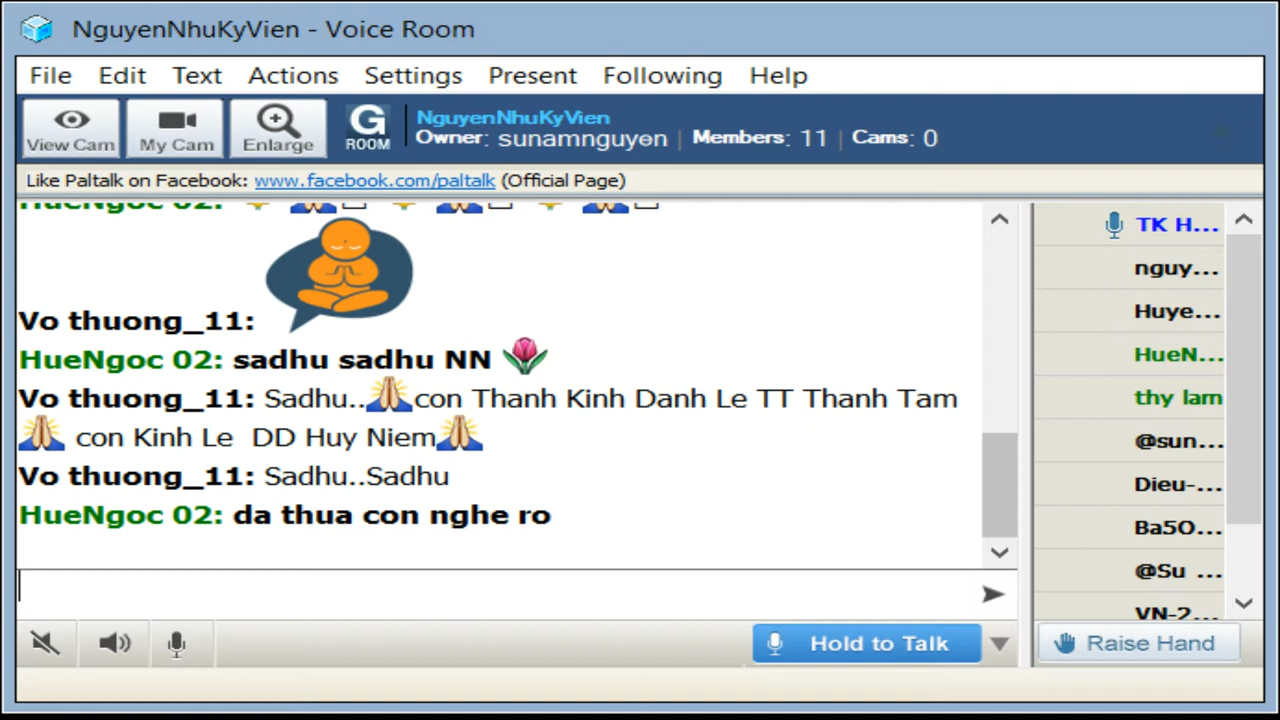 NguyenNhuKyVien - Voice Room
File Edit Text Actions Settings Present Following Help
View Cam My Cam Enlarge G ROOM
NguyenNhuKyVien
Owner: sunamnguyen | Members: 11 | Cams: 0
Like Paltalk on Facebook: www.facebook.com/paltalk (Official Page)
HueNgoc 02:
Vo thuong_11:
HueNgoc 02: sadhu sadhu NN
Vo thuong_11: Sadhu..con Thanh Kinh Danh Le TT Thanh Tam
con Kinh Le DD Huy Niem
Vo thuong_11: Sadhu..Sadhu
HueNgoc 02: da thua con nghe ro
TK H...
nguy...
Huye...
HueN...
thy lam
@sun...
Dieu-...
Ba5O...
@Su ...
VN-2...
Hold to Talk
Raise Hand